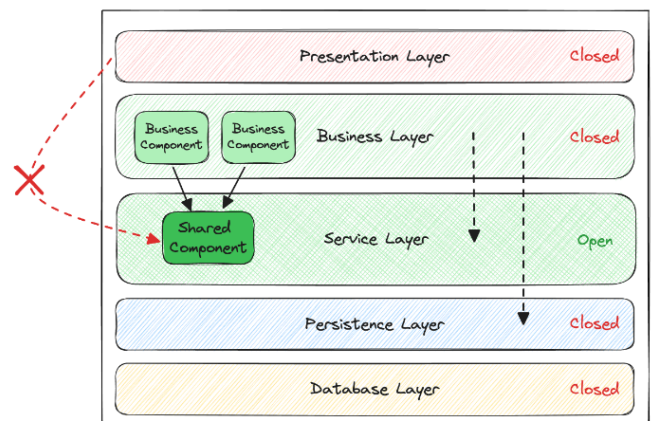 Presentation Layer
Closed
Business
Component
Business
Component
Business Layer
Closed
Shared
Component
Service Layer
Open
Persistence Layer
Closed
Database Layer
Closed